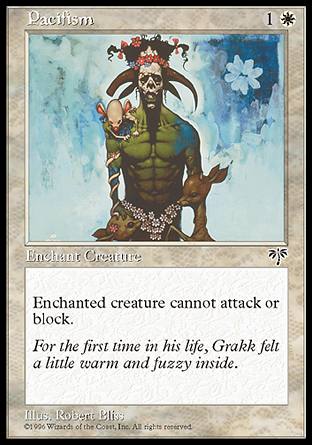 Pacifism 1
Enchant Creature
Enchanted creature cannot attack or
block.
For the first time in his life, Grakk felt
a little warm and fuzzy inside.
Illus. Robert Bliss
©1996 Wizards of the Coast, Inc. All rights reserved.